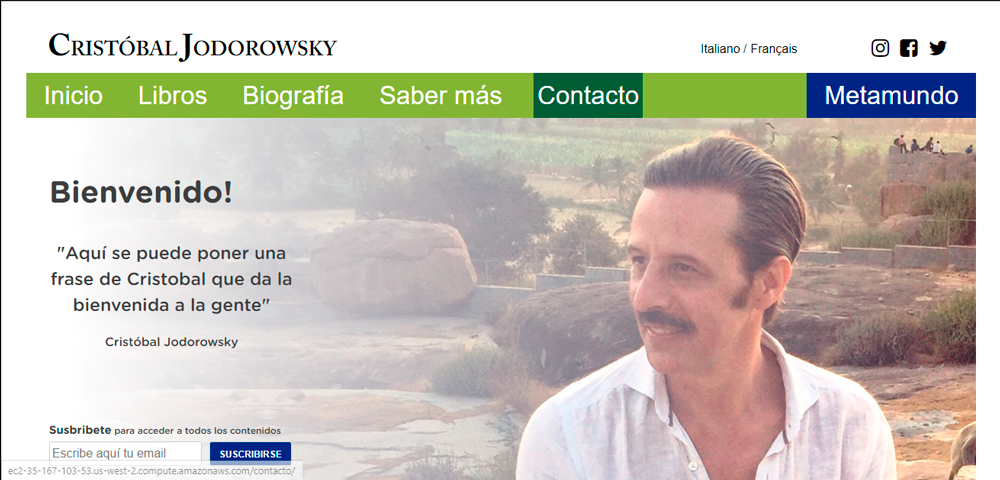 CRISTÓBAL JODOROWSKY
Italiano / Français
Inicio Libros Biografía Saber más Contacto Metamundo
Bienvenido!
"Aquí se puede poner una
frase de Cristobal que da la
bienvenida a la gente"
Cristóbal Jodorowsky
Susbribete para acceder a todos los contenidos
Escribe aquí tu email SUSCRIBIRSE
ec2-35-167-103-53.us-west-2.compute.amazonaws.com/contacto/